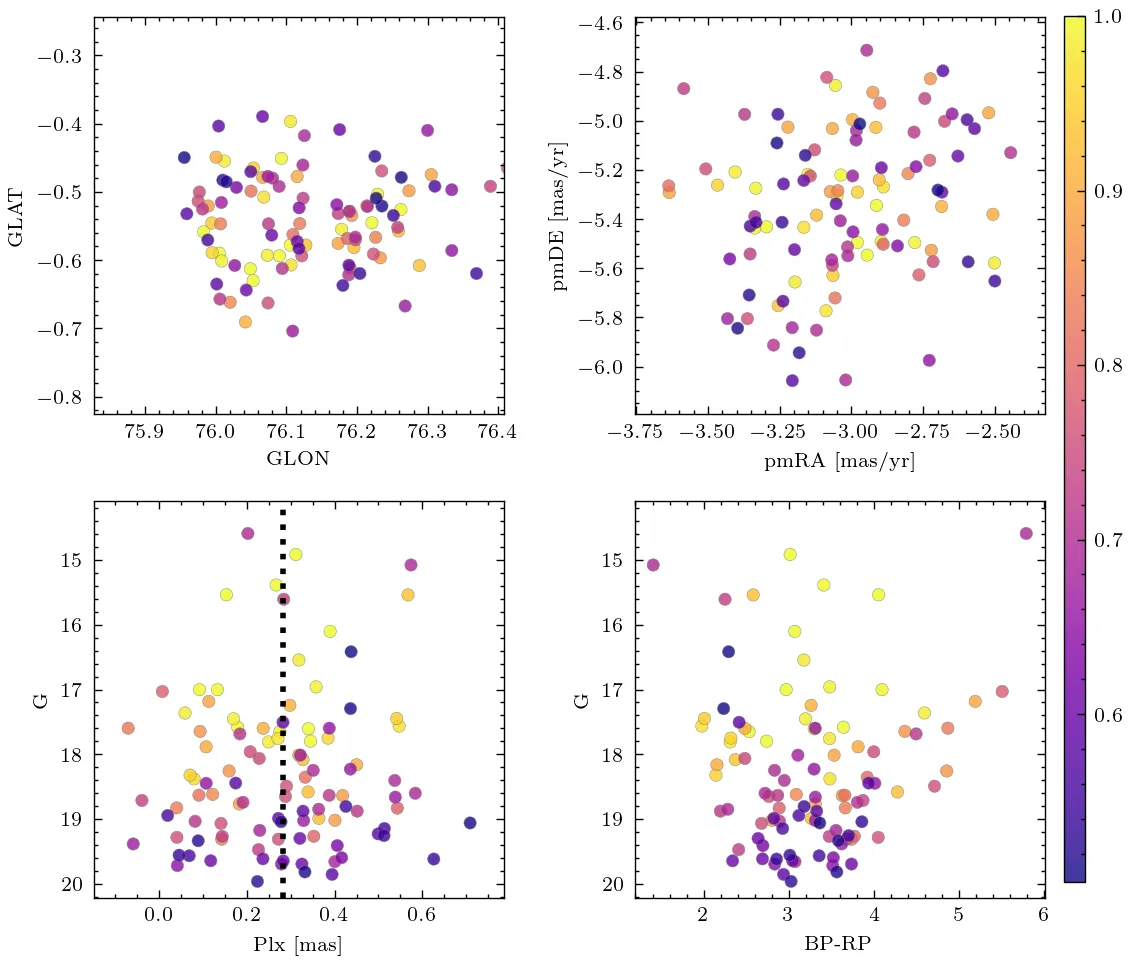 −0.3
−0.4
−0.5
−0.6
−0.7
−0.8
GLAT
75.9 76.0 76.1 76.2 76.3 76.4
GLON
−4.6
−4.8
−5.0
−5.2
−5.4
−5.6
−5.8
−6.0
pmDE [mas/yr]
−3.75 −3.50 −3.25 −3.00 −2.75 −2.50
pmRA [mas/yr]
1.0
0.9
0.8
0.7
0.6
15
16
17
18
19
20
G
0.0 0.2 0.4 0.6
Plx [mas]
15
16
17
18
19
20
G
2 3 4 5 6
BP-RP